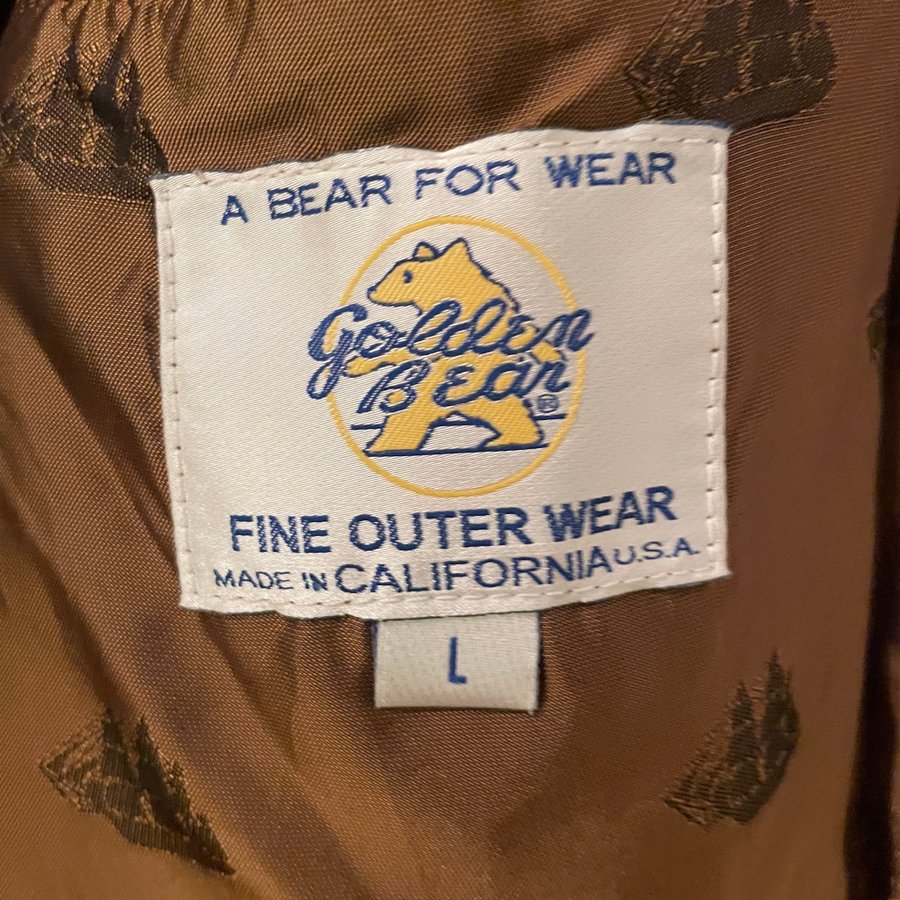 A BEAR FOR WEAR
Golden
Bear®
FINE OUTER WEAR
MADE IN CALIFORNIA U.S.A.
L